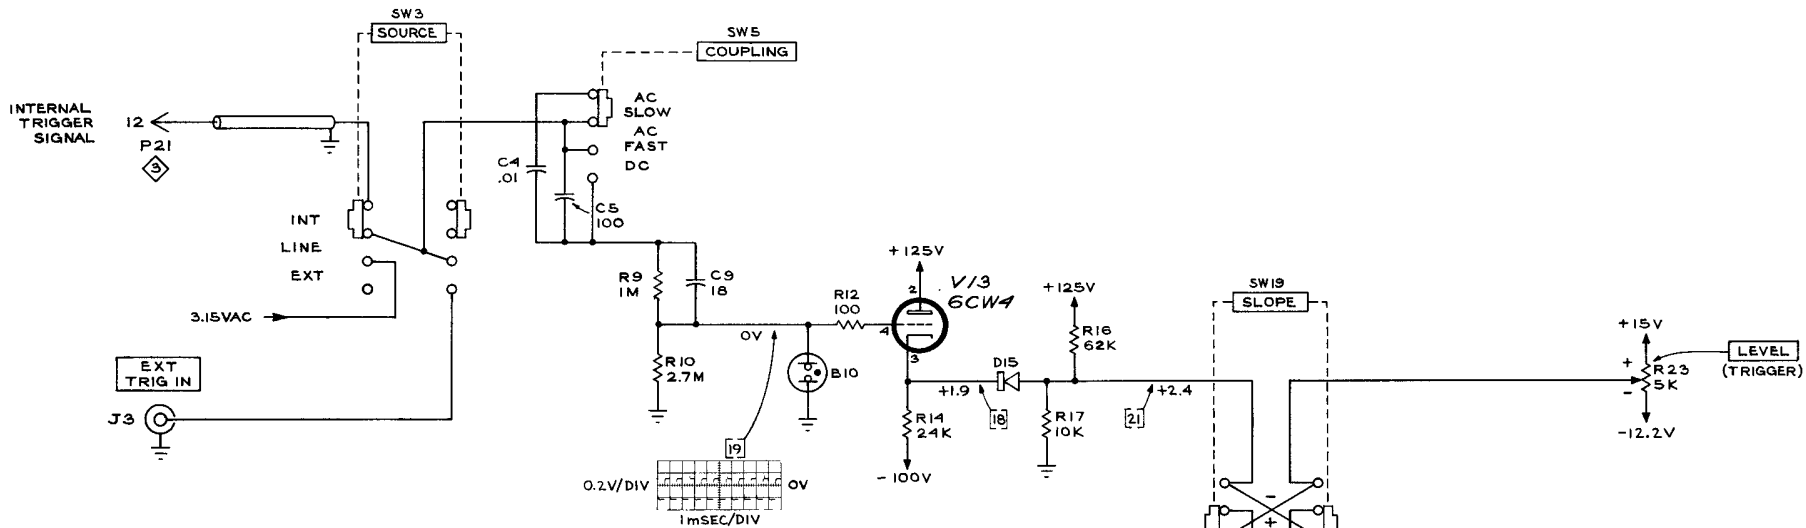 SW3
SOURCE
SW5
COUPLING
INTERNAL
TRIGGER
SIGNAL
12
P21
3
AC
SLOW
AC
FAST
DC
C4
.01
C5
100
INT
LINE
EXT
3.15VAC
EXT
TRIG IN
J3
R9
1M
C9
18
R10
2.7M
0V
B10
R12
100
+125V
2
V13
6CW4
4
3
+1.9
D15
18
R14
24K
-100V
+125V
R16
62K
R17
10K
+2.4
21
19
0.2V/DIV
0V
1mSEC/DIV
SW19
SLOPE
-
+
+15V
+
R23
5K
-
-12.2V
LEVEL
(TRIGGER)